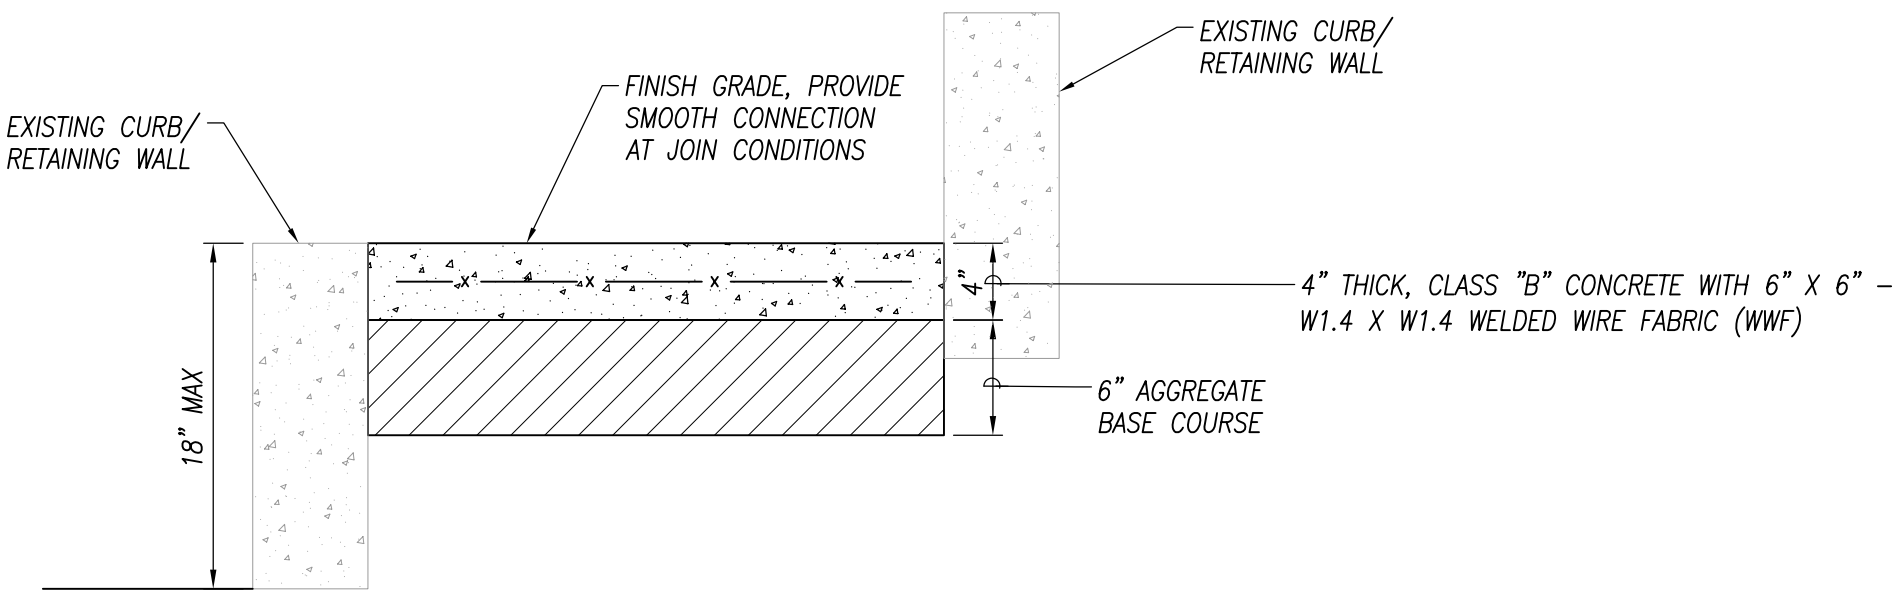 EXISTING CURB/
RETAINING WALL
FINISH GRADE, PROVIDE
SMOOTH CONNECTION
AT JOIN CONDITIONS
EXISTING CURB/
RETAINING WALL
18" MAX
4"
4" THICK, CLASS "B" CONCRETE WITH 6" X 6" –
W1.4 X W1.4 WELDED WIRE FABRIC (WWF)
6" AGGREGATE
BASE COURSE
X X X X